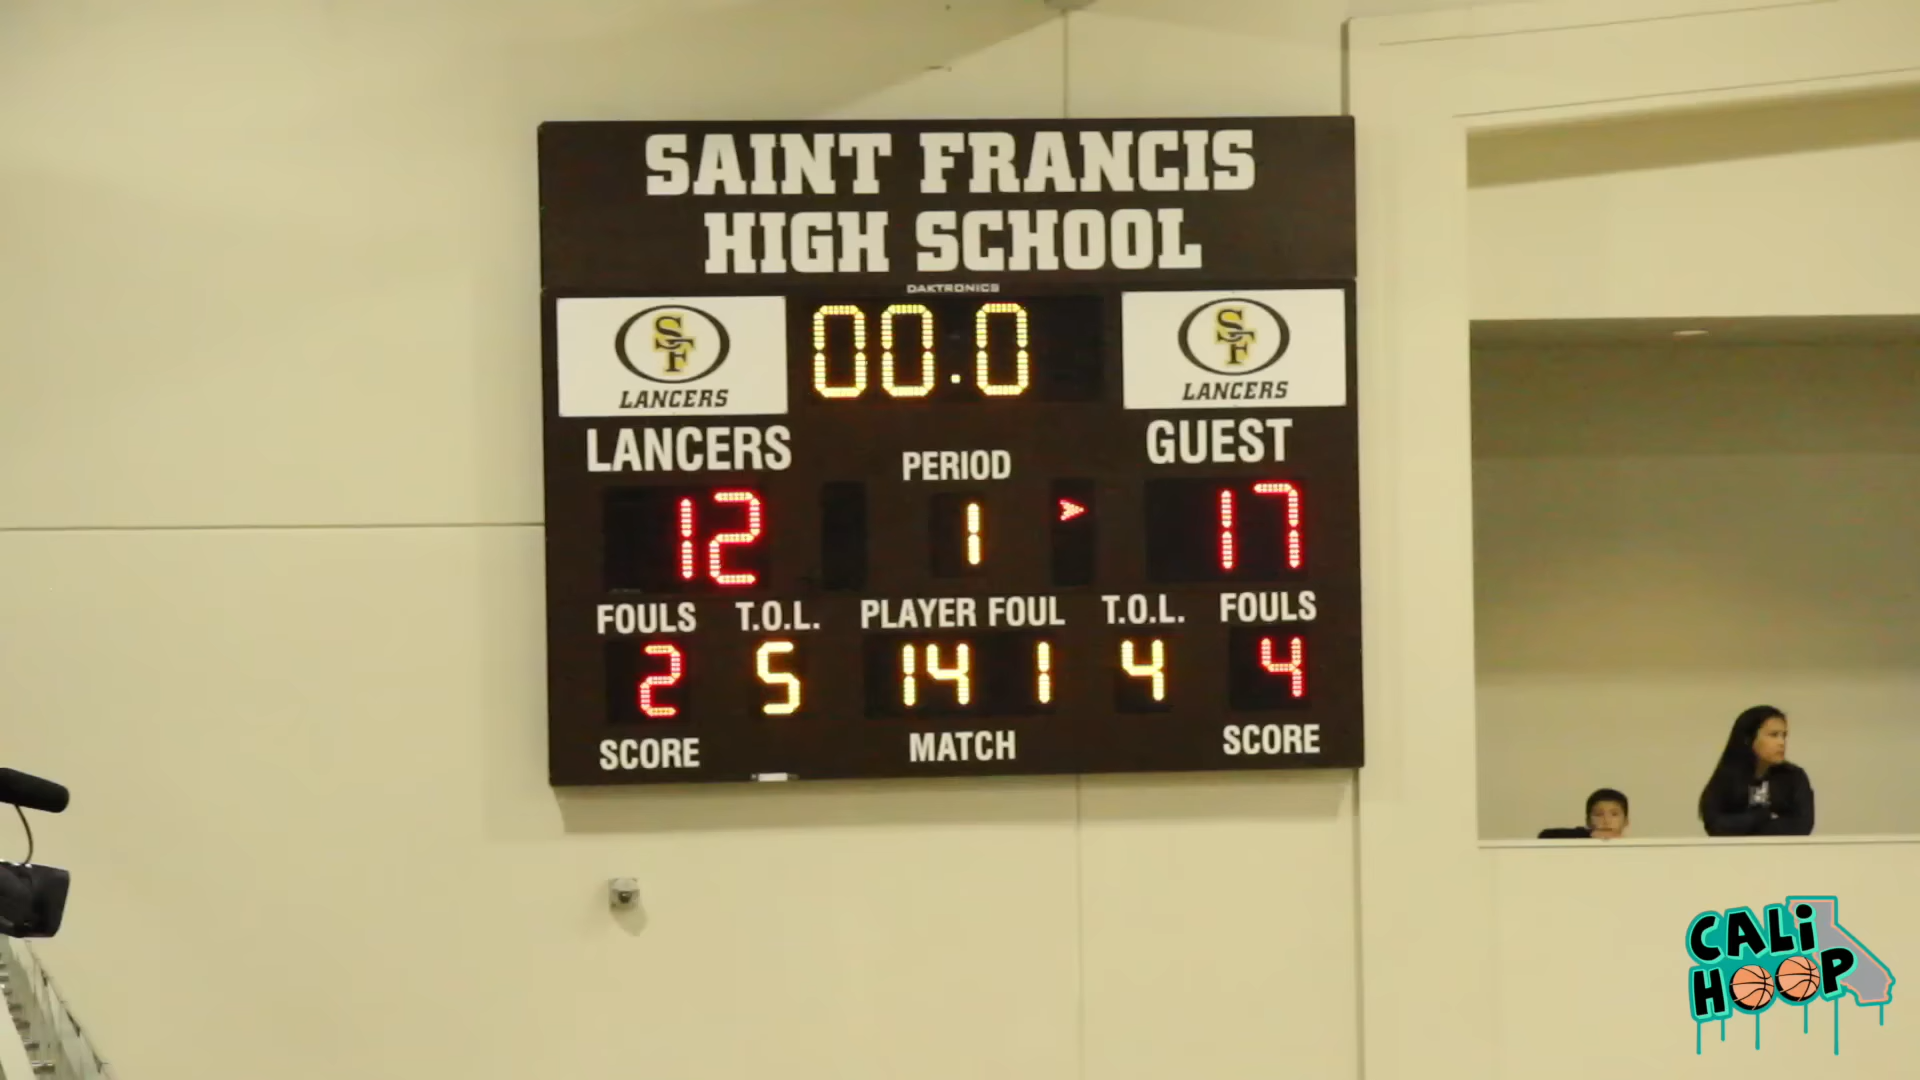 SAINT FRANCIS
HIGH SCHOOL
DAKTRONICS
SF
LANCERS
00.0
SF
LANCERS
LANCERS
PERIOD
GUEST
12
1
17
FOULS T.O.L. PLAYER FOUL T.O.L. FOULS
2 5 14 1 4 4
SCORE MATCH SCORE
CALI
HOOP